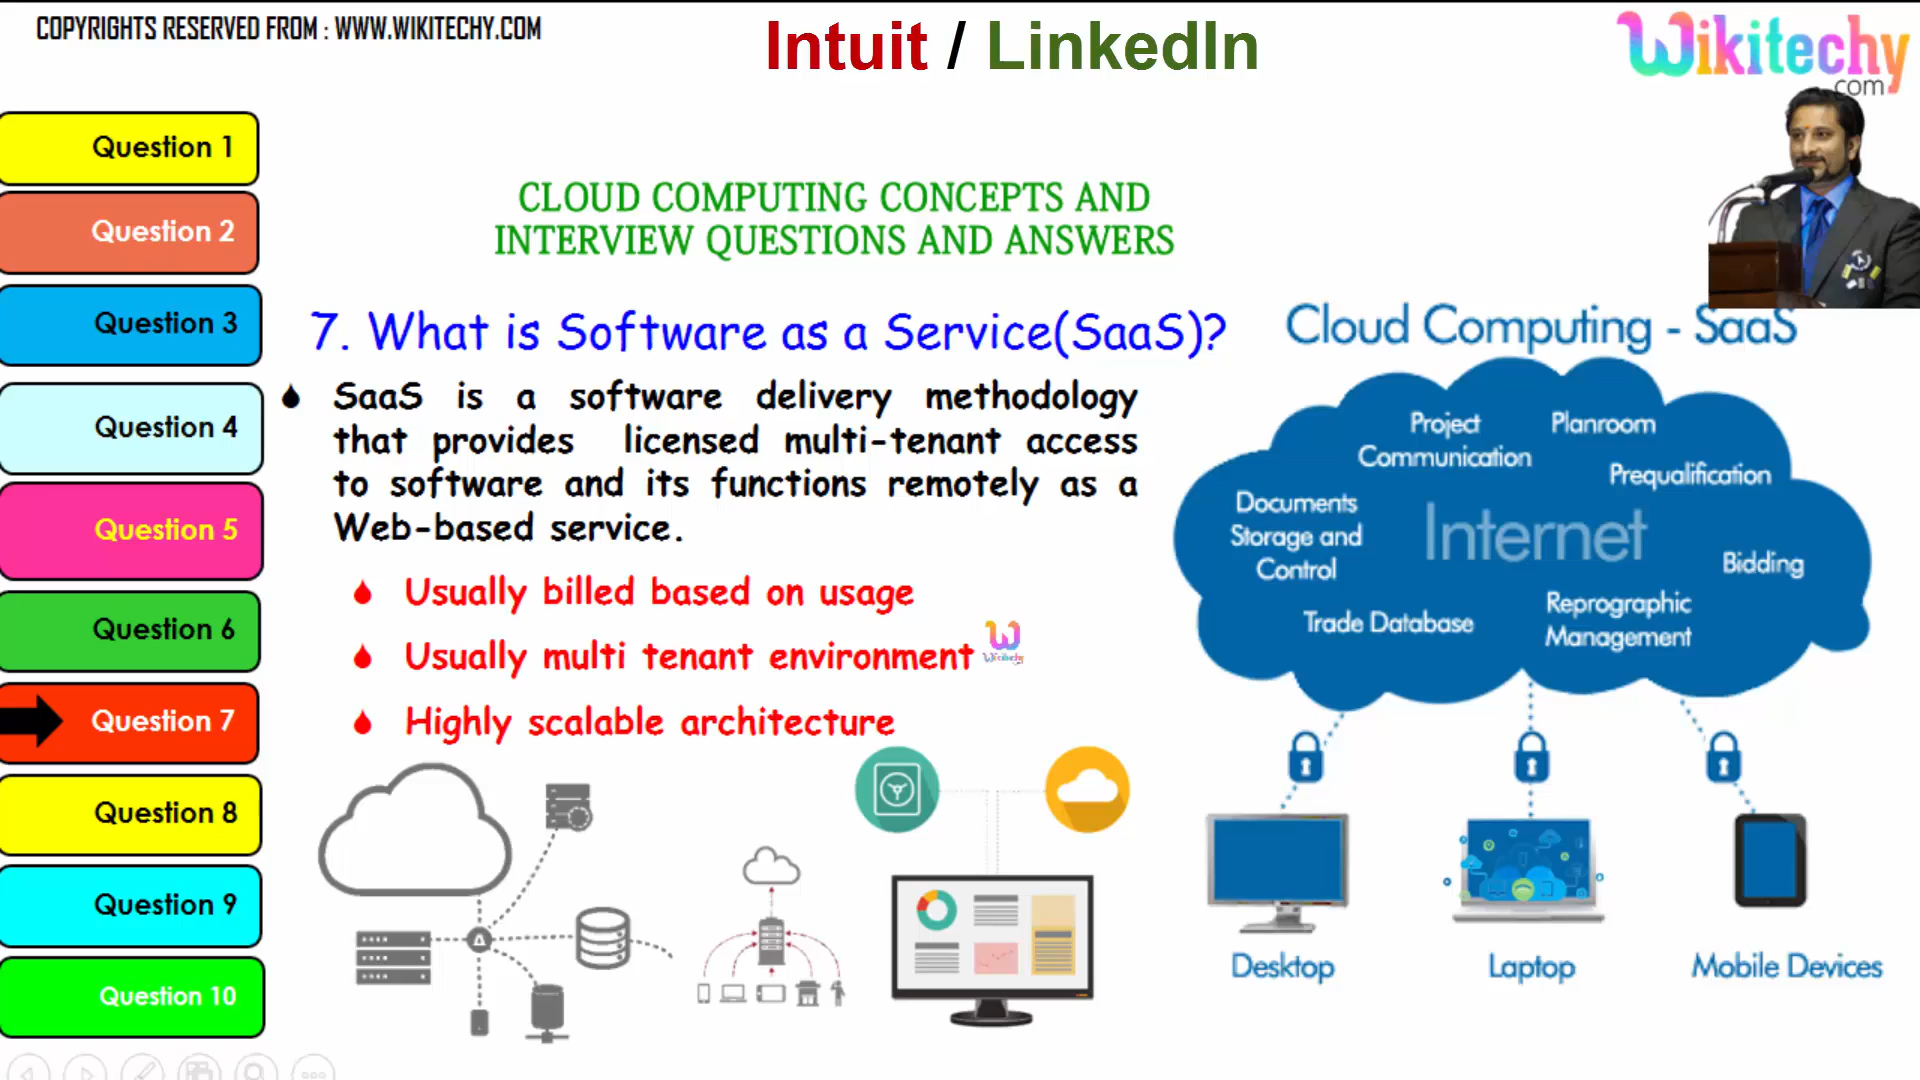 COPYRIGHTS RESERVED FROM : WWW.WIKITECHY.COM
Intuit / LinkedIn
Wikitechy
.com
Question 1
Question 2
Question 3
Question 4
Question 5
Question 6
Question 7
Question 8
Question 9
Question 10
CLOUD COMPUTING CONCEPTS AND
INTERVIEW QUESTIONS AND ANSWERS
7. What is Software as a Service(SaaS)?
SaaS is a software delivery methodology
that provides licensed multi-tenant access
to software and its functions remotely as a
Web-based service.
Usually billed based on usage
Usually multi tenant environment
Wikitechy
Highly scalable architecture
Cloud Computing - SaaS
Project
Communication
Planroom
Prequalification
Documents
Storage and
Control
Internet
Bidding
Trade Database
Reprographic
Management
Desktop
Laptop
Mobile Devices